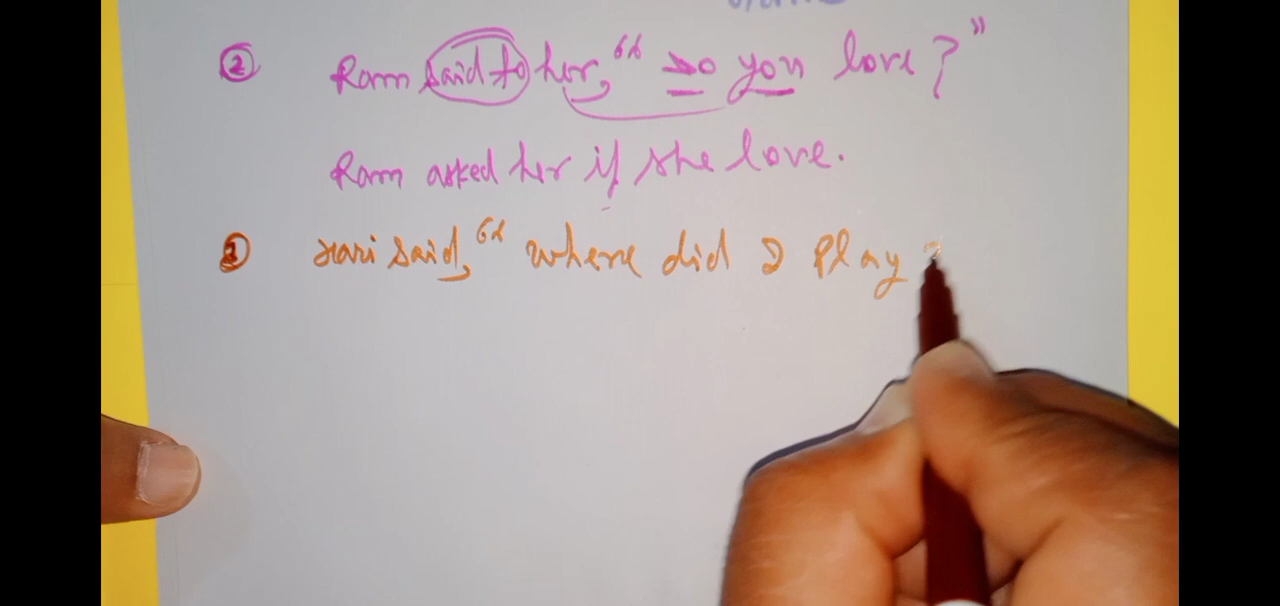 ② Ram said to her, “Do you love?”
Ram asked her if she love.
③ Hari said, “where did I play ?